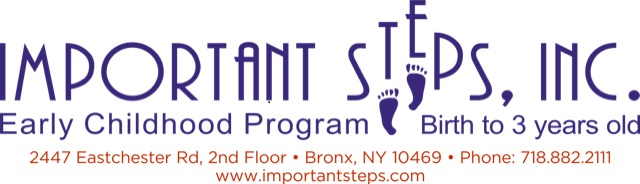 IMPORTANT STEPS, INC.
Early Childhood Program Birth to 3 years old
2447 Eastchester Rd, 2nd Floor • Bronx, NY 10469 • Phone: 718.882.2111
www.importantsteps.com